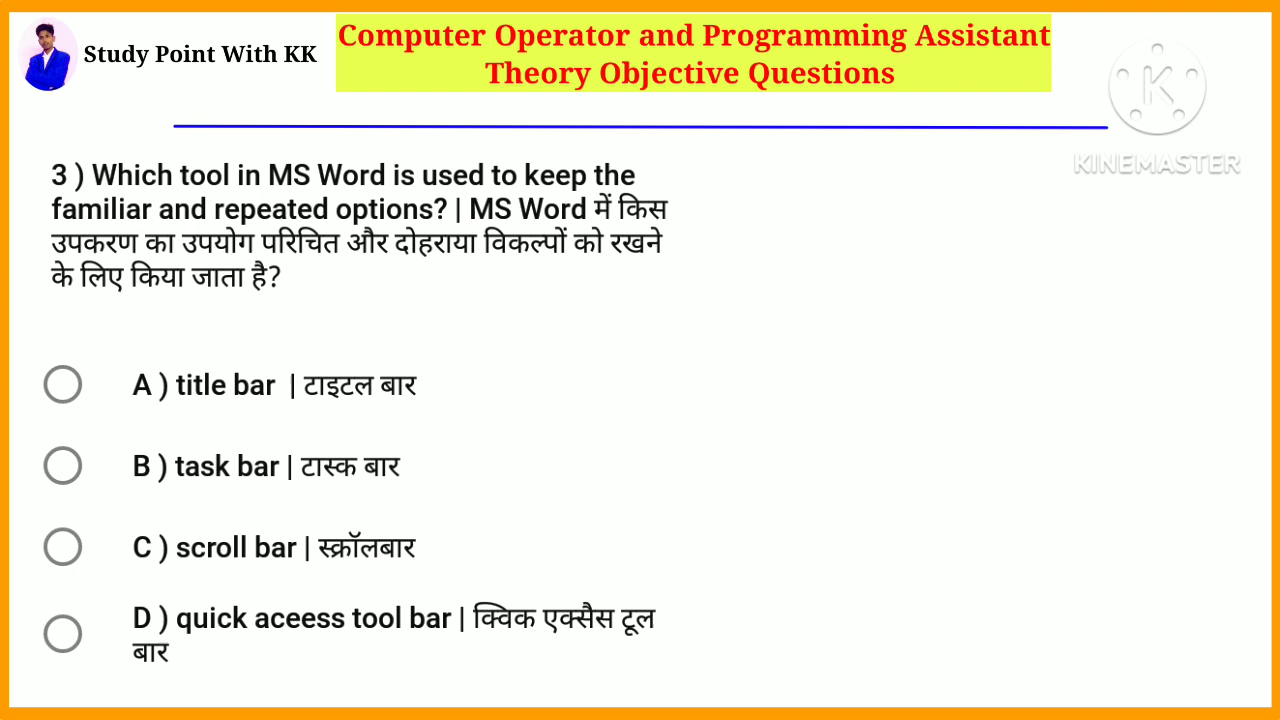 Study Point With KK
Computer Operator and Programming Assistant
Theory Objective Questions
K
KINEMASTER
3 ) Which tool in MS Word is used to keep the
familiar and repeated options? | MS Word में किस
उपकरण का उपयोग परिचित और दोहराया विकल्पों को रखने
के लिए किया जाता है?
A ) title bar | टाइटल बार
B ) task bar | टास्क बार
C ) scroll bar | स्क्रॉलबार
D ) quick aceess tool bar | क्विक एक्सैस टूल
बार